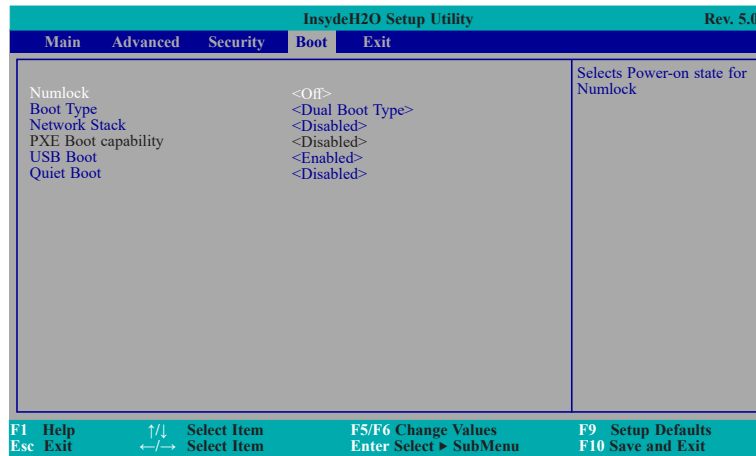 InsydeH2O Setup Utility Rev. 5.0
Main Advanced Security Boot Exit
Numlock <Off>
Boot Type <Dual Boot Type>
Network Stack <Disabled>
PXE Boot capability <Disabled>
USB Boot <Enabled>
Quiet Boot <Disabled>
Selects Power-on state for
Numlock
F1 Help ↑/↓ Select Item F5/F6 Change Values F9 Setup Defaults
Esc Exit ←/→ Select Item Enter Select ► SubMenu F10 Save and Exit